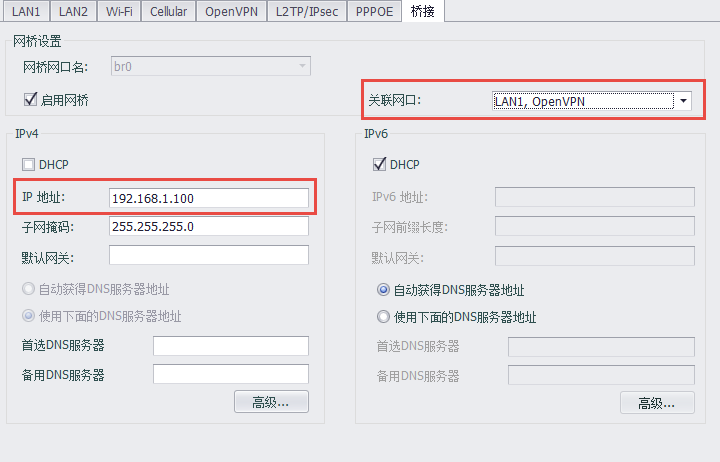 LAN1 LAN2 Wi-Fi Cellular OpenVPN L2TP/IPsec PPPOE 桥接
网桥设置
网桥网口名: br0
启用网桥 关联网口: LAN1, OpenVPN
IPv4
DHCP
IP 地址: 192.168.1.100
子网掩码: 255.255.255.0
默认网关:
自动获得DNS服务器地址
使用下面的DNS服务器地址
首选DNS服务器
备用DNS服务器
高级...
IPv6
DHCP
IPv6 地址:
子网前缀长度:
默认网关:
自动获得DNS服务器地址
使用下面的DNS服务器地址
首选DNS服务器
备用DNS服务器
高级...